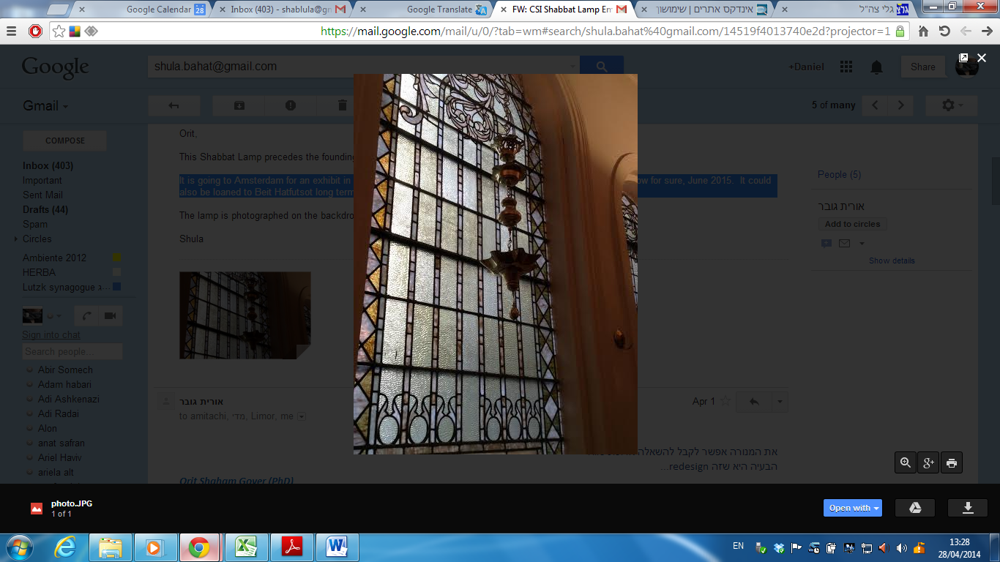 Google Calendar
Inbox (403) - shablula@gm
Google Translate
FW: CSI Shabbat Lamp Em
אינדקס אתרים | שימושון
גלי צה"ל
https://mail.google.com/mail/u/0/?tab=wm#search/shula.bahat%40gmail.com/14519f4013740e2d?projector=1
Google
shula.bahat@gmail.com
+Daniel
Share
Gmail
5 of many
COMPOSE
Inbox (403)
Important
Sent Mail
Drafts (44)
Spam
Circles
Ambiente 2012
HERBA
Lutzk synagogue ג...
Sign into chat
Search people...
Abir Somech
Adam habari
Adi Ashkenazi
Adi Radai
Alon
anat safran
Ariel Haviv
ariela alt
Orit,
This Shabbat Lamp precedes the founding
It is going to Amsterdam for an exhibit in
ow for sure, June 2015. It could
also be loaned to Beit Hatfutsot long term
The lamp is photographed on the backdro
Shula
People (5)
אורית גובר
Add to circles
Show details
אורית גובר
Apr 1
to amitachi, מדי, Limor, me
את המנורה אפשר לקבל להשאלה
הבעיה היא שזה redesign...
Orit Shaham Gover (PhD)
photo.JPG
1 of 1
Open with
EN
13:28
28/04/2014